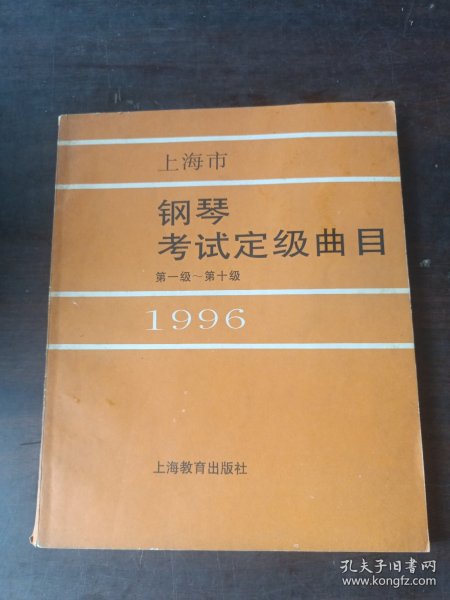 上海市
钢琴
考试定级曲目
第一级～第十级
1996
上海教育出版社
孔夫子旧书网
www.kongfz.com